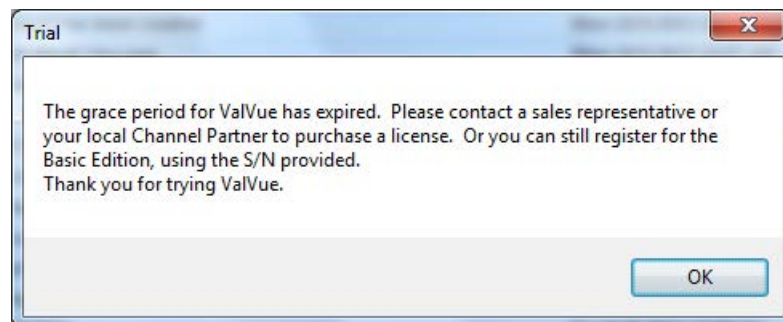 Trial
The grace period for ValVue has expired.  Please contact a sales representative or
your local Channel Partner to purchase a license.  Or you can still register for the
Basic Edition, using the S/N provided.
Thank you for trying ValVue.
OK